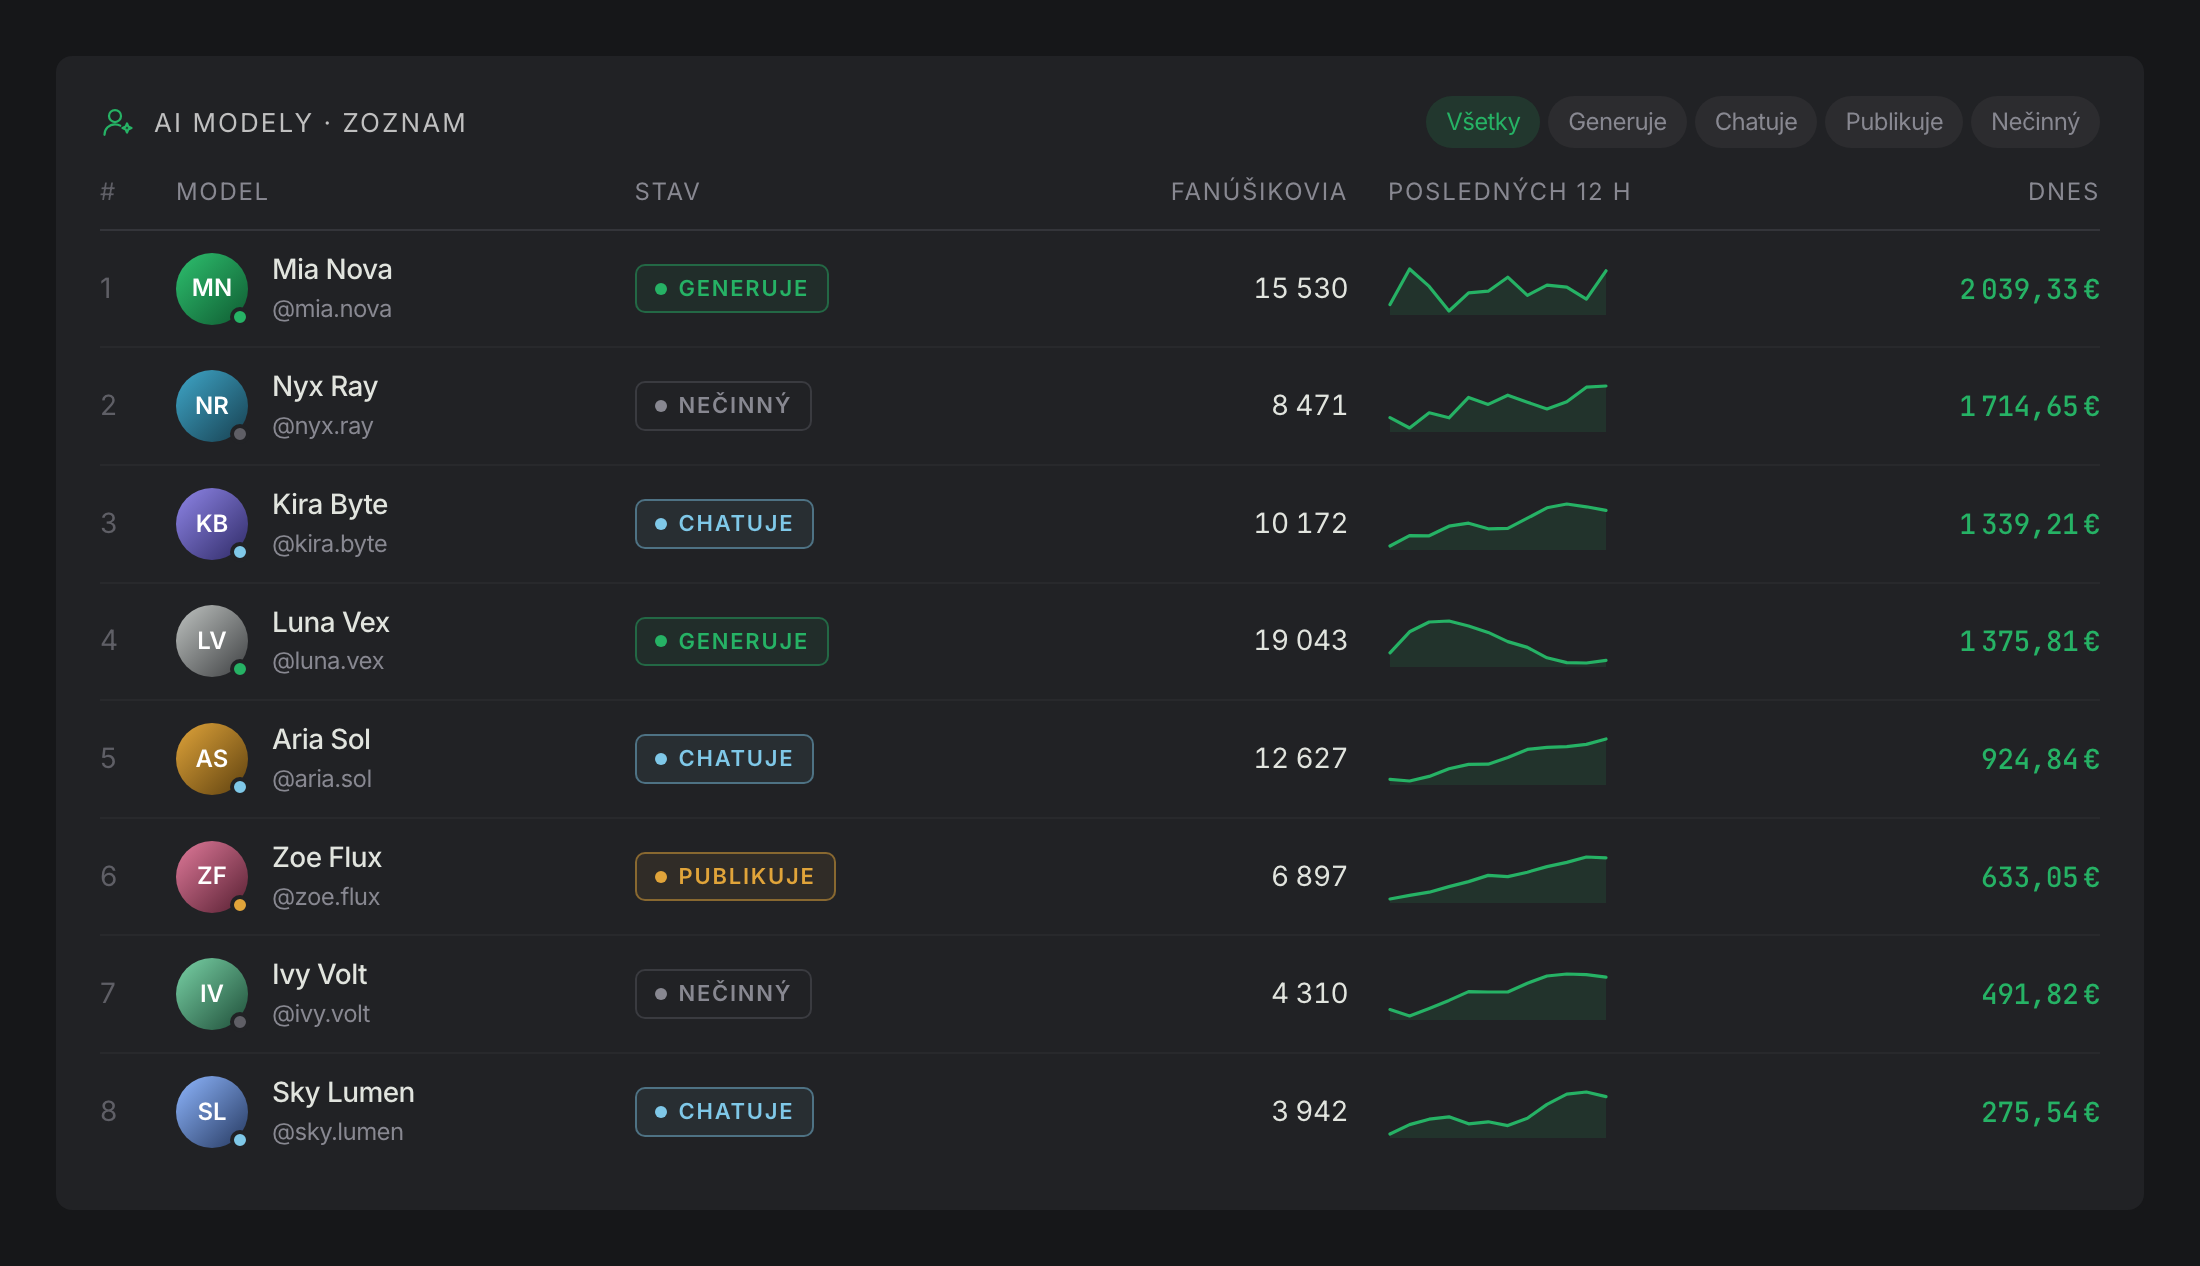 AI MODELY · ZOZNAM
Všetky Generuje Chatuje Publikuje Nečinný
# MODEL STAV FANÚŠIKOVIA POSLEDNÝCH 12 H DNES
1 MN Mia Nova GENERUJE 15 530 2 039,33 €
@mia.nova
2 NR Nyx Ray NEČINNÝ 8 471 1 714,65 €
@nyx.ray
3 KB Kira Byte CHATUJE 10 172 1 339,21 €
@kira.byte
4 LV Luna Vex GENERUJE 19 043 1 375,81 €
@luna.vex
5 AS Aria Sol CHATUJE 12 627 924,84 €
@aria.sol
6 ZF Zoe Flux PUBLIKUJE 6 897 633,05 €
@zoe.flux
7 IV Ivy Volt NEČINNÝ 4 310 491,82 €
@ivy.volt
8 SL Sky Lumen CHATUJE 3 942 275,54 €
@sky.lumen